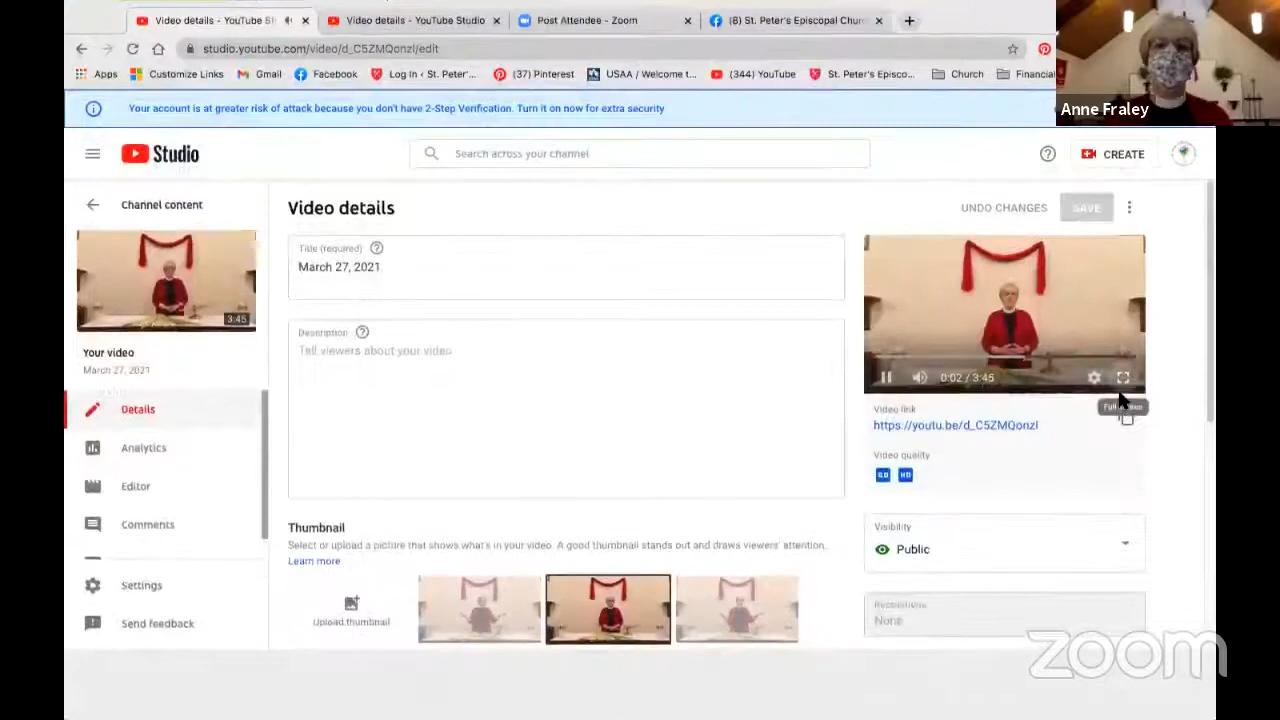 Video details - YouTube St
Video details - YouTube Studio
Post Attendee - Zoom
(8) St. Peter's Episcopal Churc
studio.youtube.com/video/d_C5ZMQonzI/edit
Apps
Customize Links
Gmail
Facebook
Log In ‹ St. Peter'...
(37) Pinterest
USAA / Welcome t...
(344) YouTube
St. Peter's Episco...
Church
Financial
Anne Fraley
Your account is at greater risk of attack because you don't have 2-Step Verification. Turn it on now for extra security
Studio
Search across your channel
CREATE
Channel content
3:45
Your video
March 27, 2021
Details
Analytics
Editor
Comments
Settings
Send feedback
Video details
UNDO CHANGES
SAVE
Title (required)
March 27, 2021
Description
Tell viewers about your video
Thumbnail
Select or upload a picture that shows what's in your video. A good thumbnail stands out and draws viewers' attention.
Learn more
Upload thumbnail
0:02 / 3:45
Video link
https://youtu.be/d_C5ZMQonzI
Video quality
SD
HD
Visibility
Public
Restrictions
None
zoom